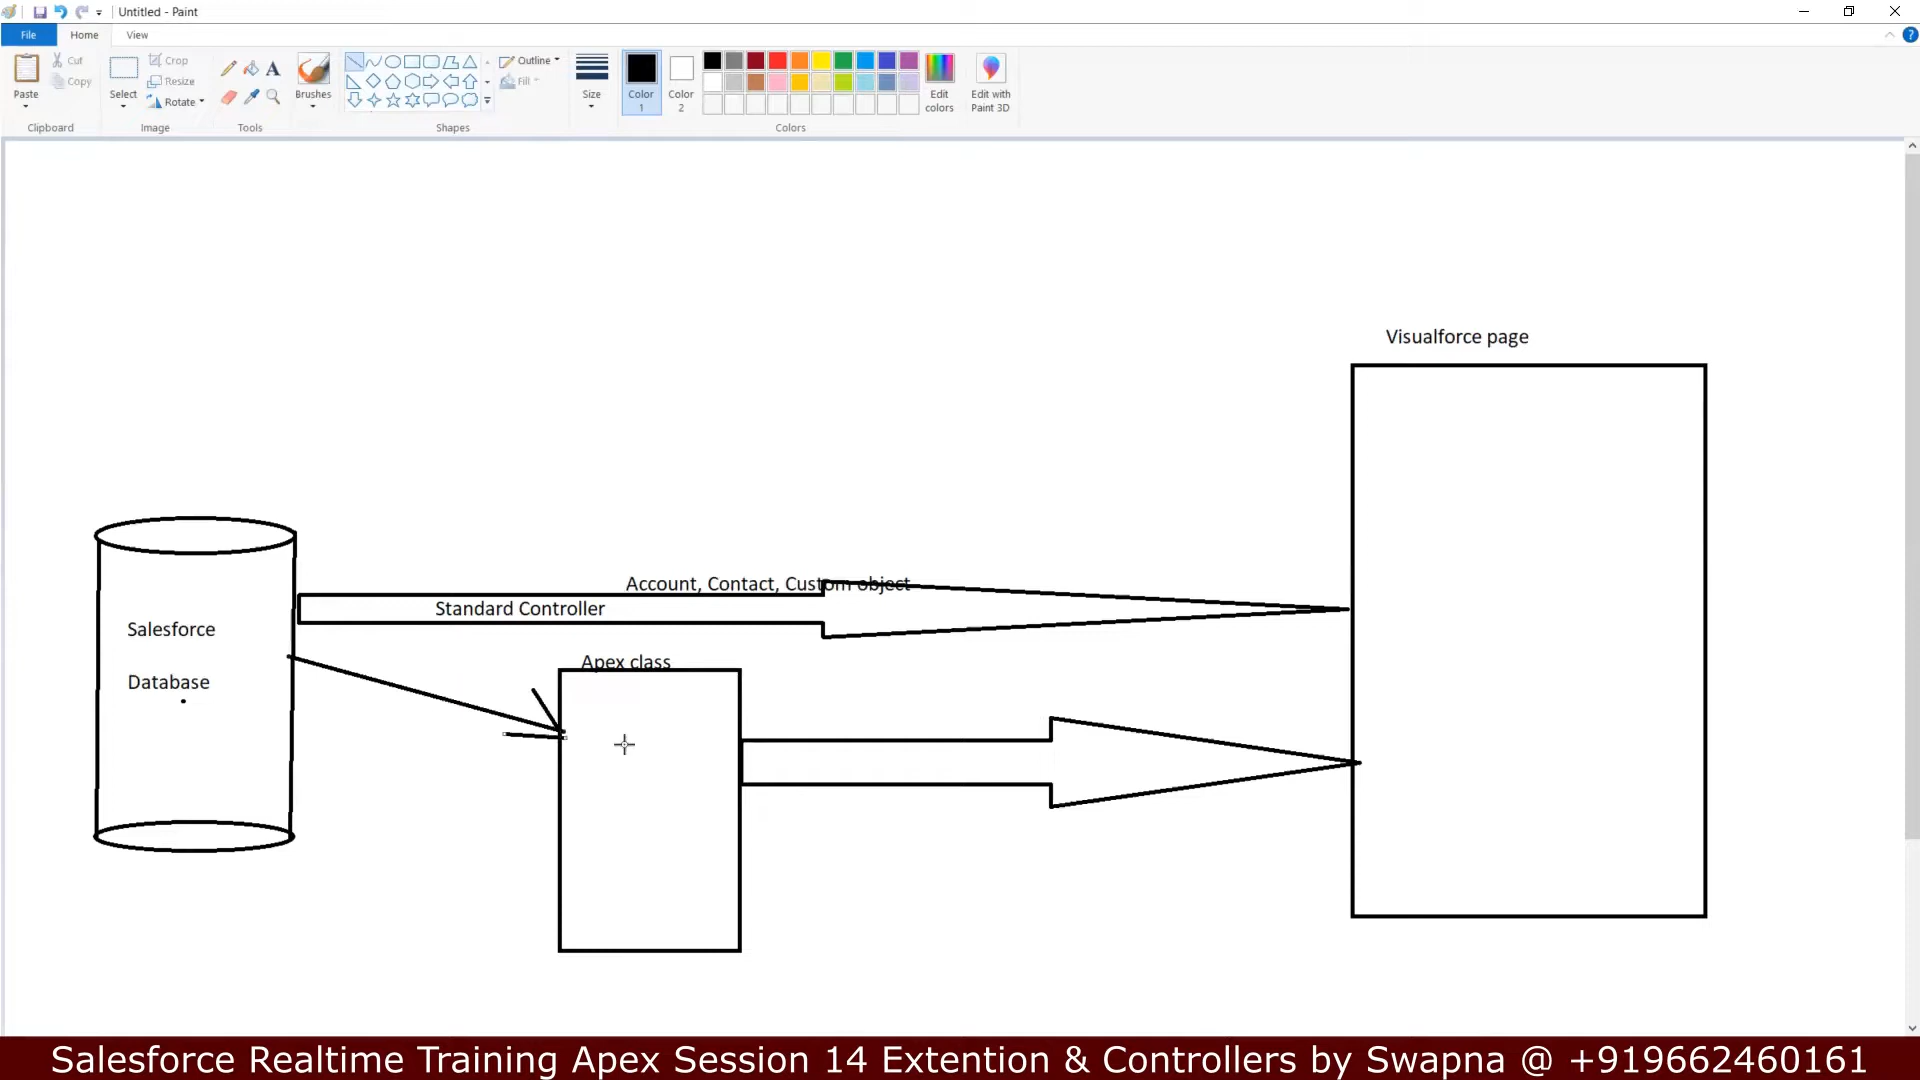 Untitled - Paint
File Home View
Cut
Copy
Paste
Clipboard
Crop
Resize
Rotate
Select
Image
Tools
Brushes
Outline
Fill
Shapes
Size
Color
1
Color
2
Edit
colors
Edit with
Paint 3D
Colors
Visualforce page
Account, Contact, Custom object
Standard Controller
Salesforce
Database
Apex class
Salesforce Realtime Training Apex Session 14 Extention & Controllers by Swapna @ +919662460161